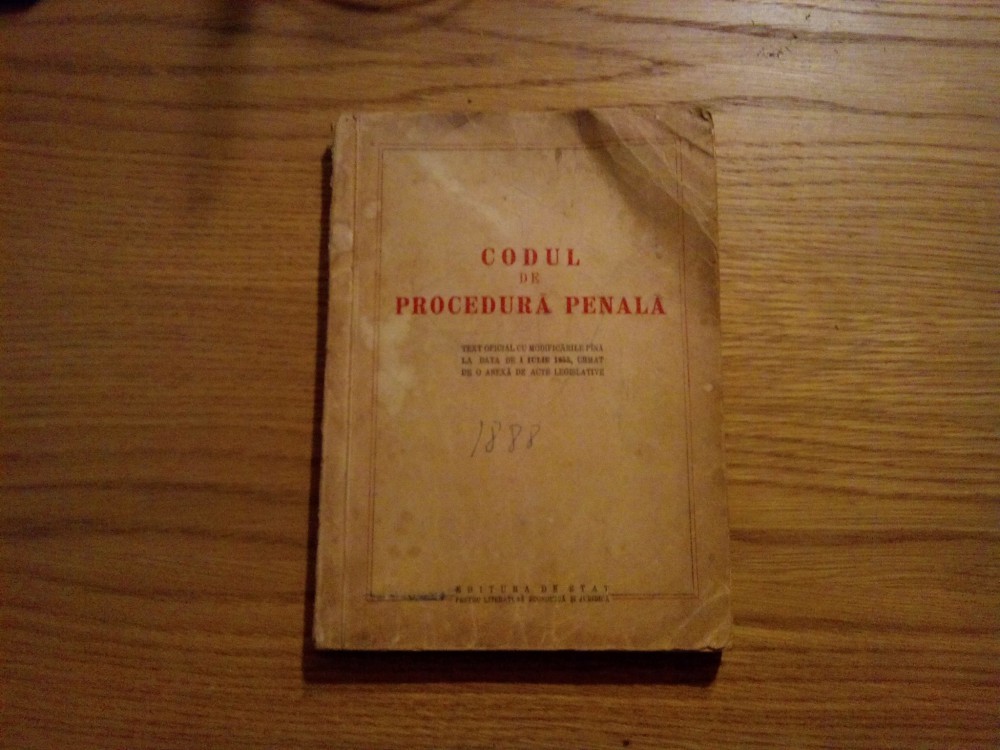 CODUL
DE
PROCEDURĂ PENALĂ
TEXT OFICIAL CU MODIFICĂRILE PÎNĂ
LA DATA DE 1 IULIE 1955, URMAT
DE O ANEXĂ DE ACTE LEGISLATIVE
1888
EDITURA DE STAT
PENTRU LITERATURĂ ECONOMICĂ ȘI JURIDICĂ